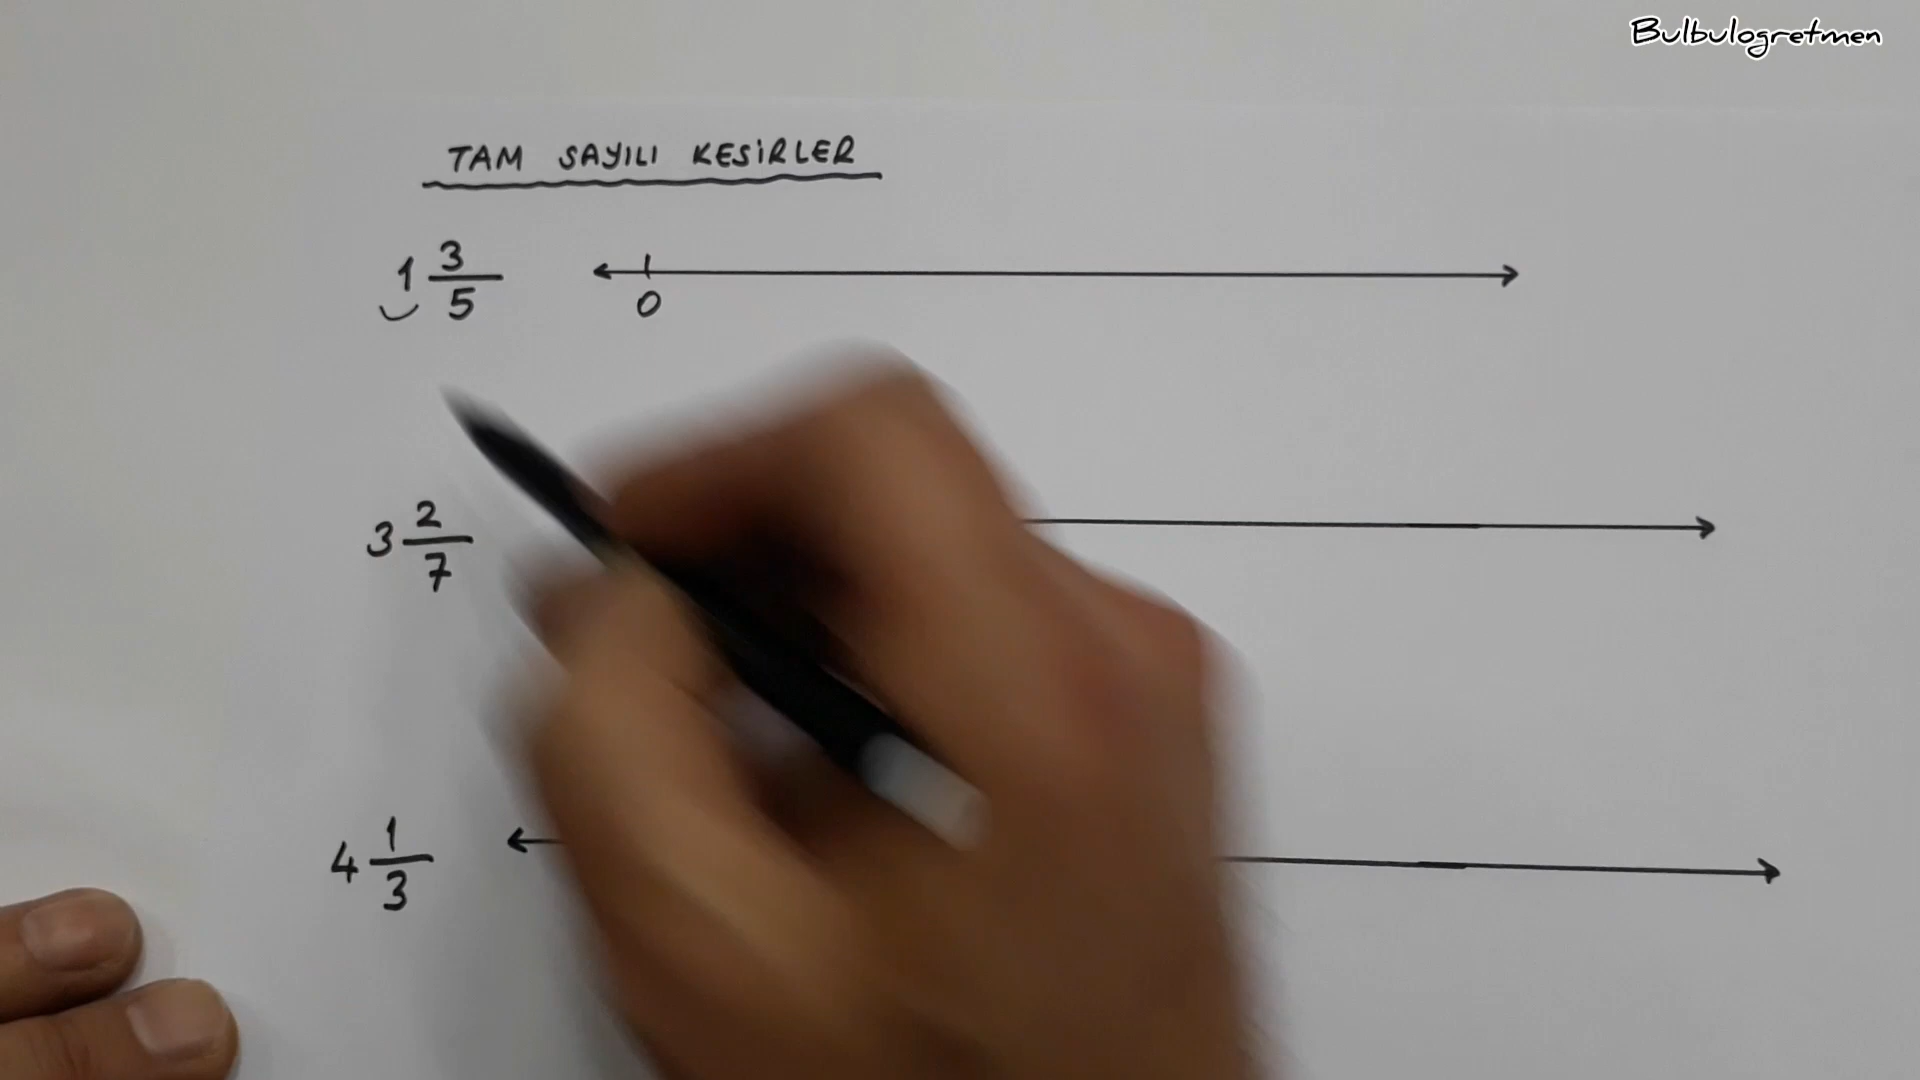 Bulbulogretmen
TAM SAYILI KESİRLER
1 3/5
0
3 2/7
4 1/3